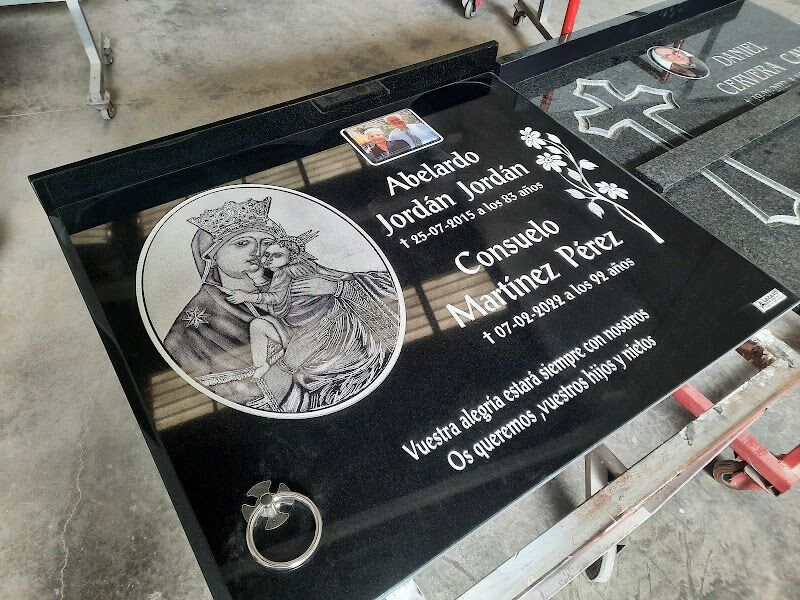 Abelardo
Jordán Jordán
† 25-07-2015 a los 83 años
Consuelo
Martínez Pérez
† 07-02-2022 a los 92 años
Vuestra alegría estará siempre con nosotros
Os queremos ,vuestros hijos y nietos
DANIEL
CERVERA